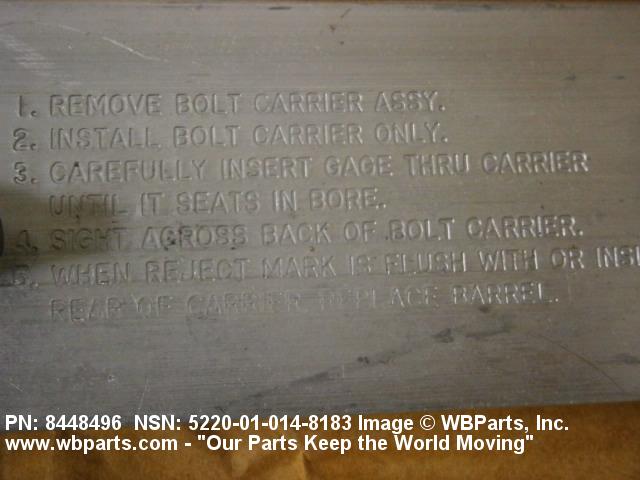 1. REMOVE BOLT CARRIER ASSY.
2. INSTALL BOLT CARRIER ONLY.
3. CAREFULLY INSERT GAGE THRU CARRIER
UNTIL IT SEATS IN BORE.
4. SIGHT ACROSS BACK OF BOLT CARRIER.
5. WHEN REJECT MARK IS FLUSH WITH OR INSI
REAR OF CARRIER REPLACE BARREL.
PN: 8448496 NSN: 5220-01-014-8183 Image © WBParts, Inc.
www.wbparts.com - "Our Parts Keep the World Moving"